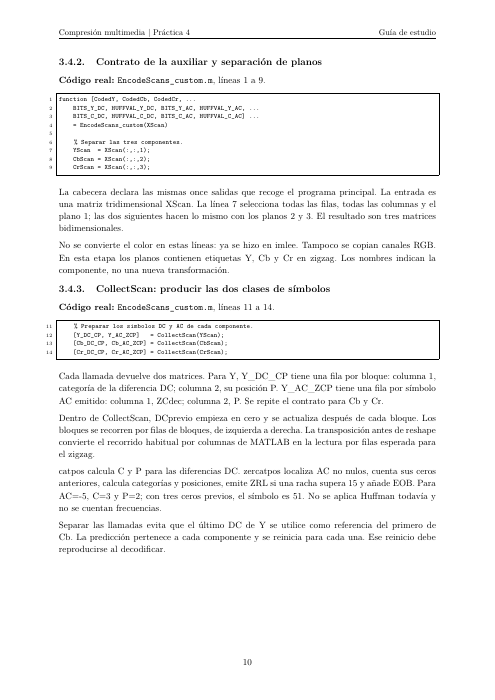 Compresión multimedia | Práctica 4 Guía de estudio
3.4.2. Contrato de la auxiliar y separación de planos
Código real: EncodeScans_custom.m, líneas 1 a 9.
1 function [CodedY, CodedCb, CodedCr, ...
2 BITS_Y_DC, HUFFVAL_Y_DC, BITS_Y_AC, HUFFVAL_Y_AC, ...
3 BITS_C_DC, HUFFVAL_C_DC, BITS_C_AC, HUFFVAL_C_AC] ...
4 = EncodeScans_custom(XScan)
5
6 % Separar las tres componentes.
7 YScan = XScan(:,:,1);
8 CbScan = XScan(:,:,2);
9 CrScan = XScan(:,:,3);
La cabecera declara las mismas once salidas que recoge el programa principal. La entrada es
una matriz tridimensional XScan. La línea 7 selecciona todas las filas, todas las columnas y el
plano 1; las dos siguientes hacen lo mismo con los planos 2 y 3. El resultado son tres matrices
bidimensionales.
No se convierte el color en estas líneas: ya se hizo en imlee. Tampoco se copian canales RGB.
En esta etapa los planos contienen etiquetas Y, Cb y Cr en zigzag. Los nombres indican la
componente, no una nueva transformación.
3.4.3. CollectScan: producir las dos clases de símbolos
Código real: EncodeScans_custom.m, líneas 11 a 14.
11 % Preparar los simbolos DC y AC de cada componente.
12 [Y_DC_CP, Y_AC_ZCP] = CollectScan(YScan);
13 [Cb_DC_CP, Cb_AC_ZCP] = CollectScan(CbScan);
14 [Cr_DC_CP, Cr_AC_ZCP] = CollectScan(CrScan);
Cada llamada devuelve dos matrices. Para Y, Y_DC_CP tiene una fila por bloque: columna 1,
categoría de la diferencia DC; columna 2, su posición P. Y_AC_ZCP tiene una fila por símbolo
AC emitido: columna 1, ZCdec; columna 2, P. Se repite el contrato para Cb y Cr.
Dentro de CollectScan, DCprevio empieza en cero y se actualiza después de cada bloque. Los
bloques se recorren por filas de bloques, de izquierda a derecha. La transposición antes de reshape
convierte el recorrido habitual por columnas de MATLAB en la lectura por filas esperada para
el zigzag.
catpos calcula C y P para las diferencias DC. zercatpos localiza AC no nulos, cuenta sus ceros
anteriores, calcula categorías y posiciones, emite ZRL si una racha supera 15 y añade EOB. Para
AC=-5, C=3 y P=2; con tres ceros previos, el símbolo es 51. No se aplica Huffman todavía y
no se cuentan frecuencias.
Separar las llamadas evita que el último DC de Y se utilice como referencia del primero de
Cb. La predicción pertenece a cada componente y se reinicia para cada una. Ese reinicio debe
reproducirse al decodificar.
10